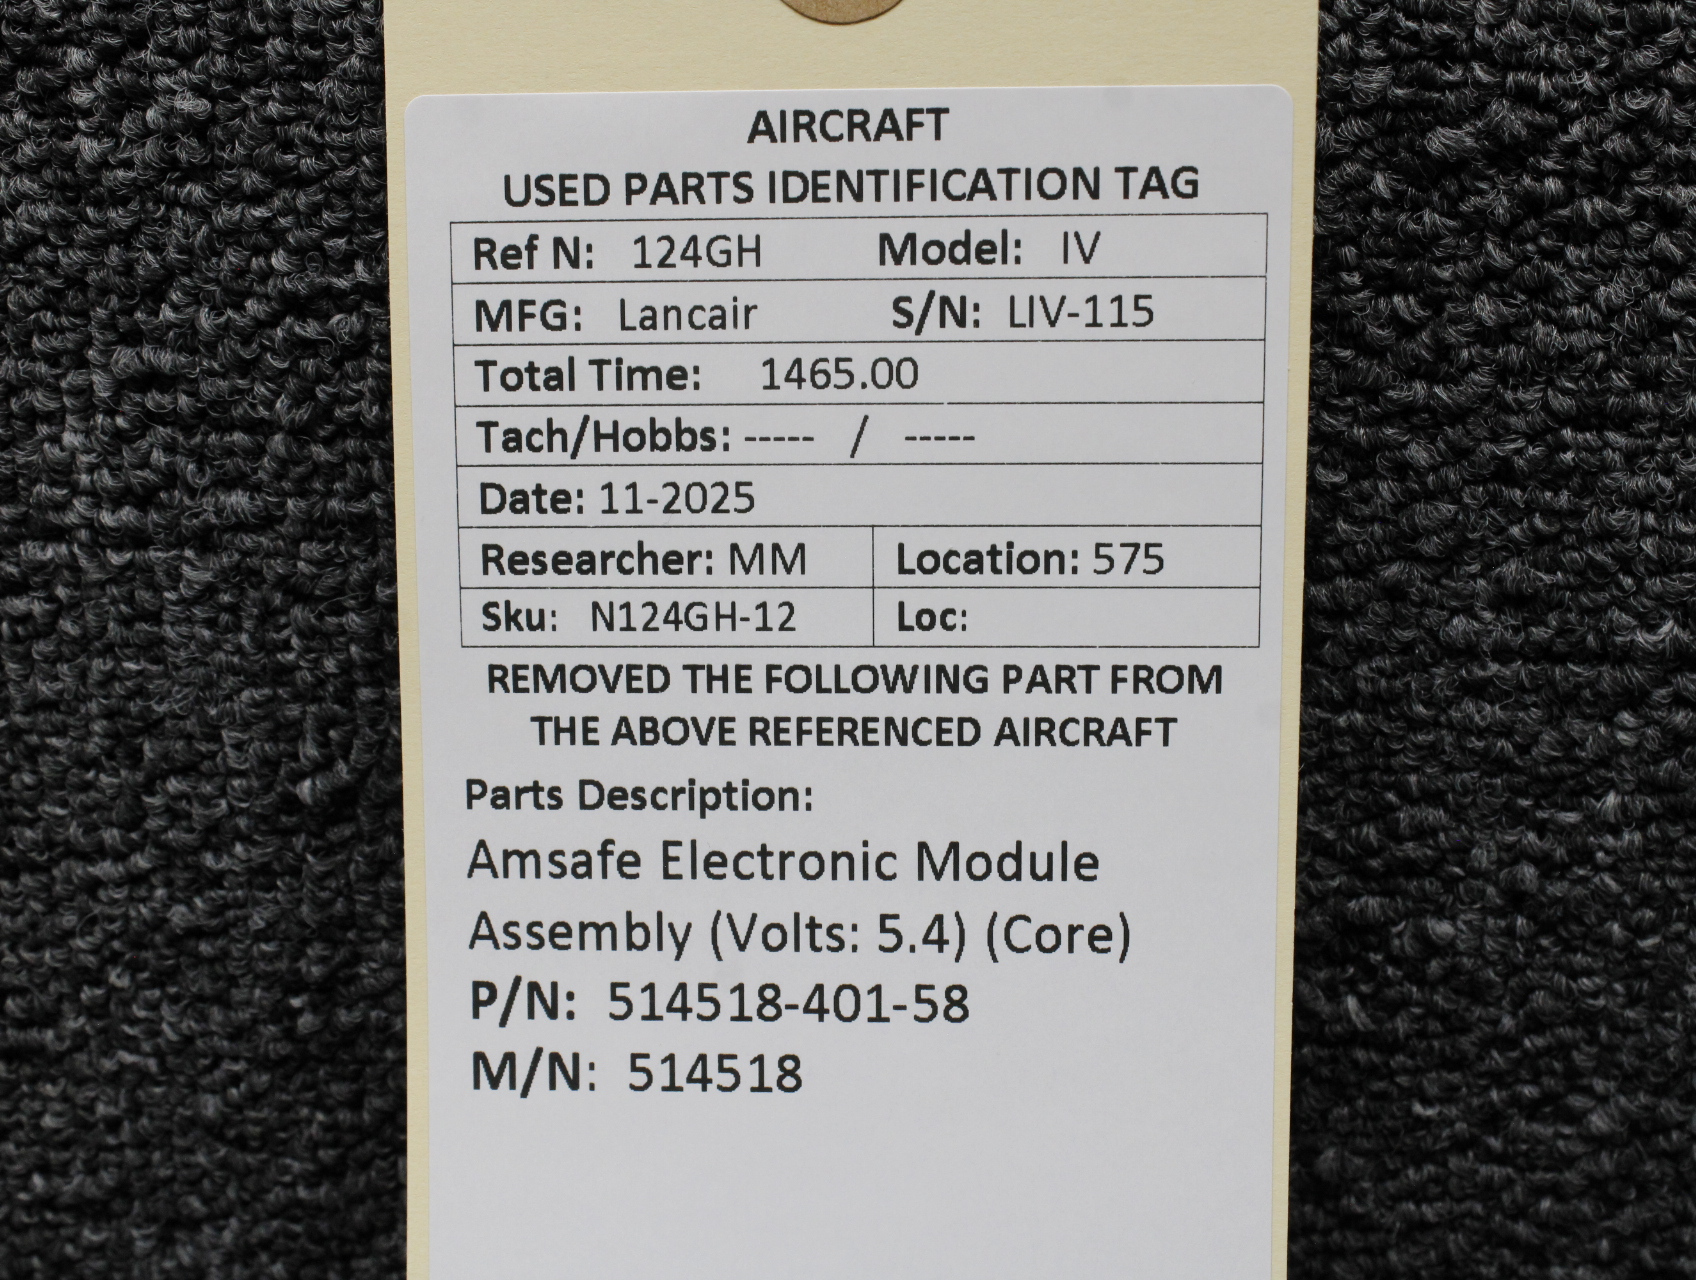 AIRCRAFT
USED PARTS IDENTIFICATION TAG
Ref N: 124GH Model: IV
MFG: Lancair S/N: LIV-115
Total Time: 1465.00
Tach/Hobbs: ----- / -----
Date: 11-2025
Researcher: MM Location: 575
Sku: N124GH-12 Loc:
REMOVED THE FOLLOWING PART FROM
THE ABOVE REFERENCED AIRCRAFT
Parts Description:
Amsafe Electronic Module
Assembly (Volts: 5.4) (Core)
P/N: 514518-401-58
M/N: 514518